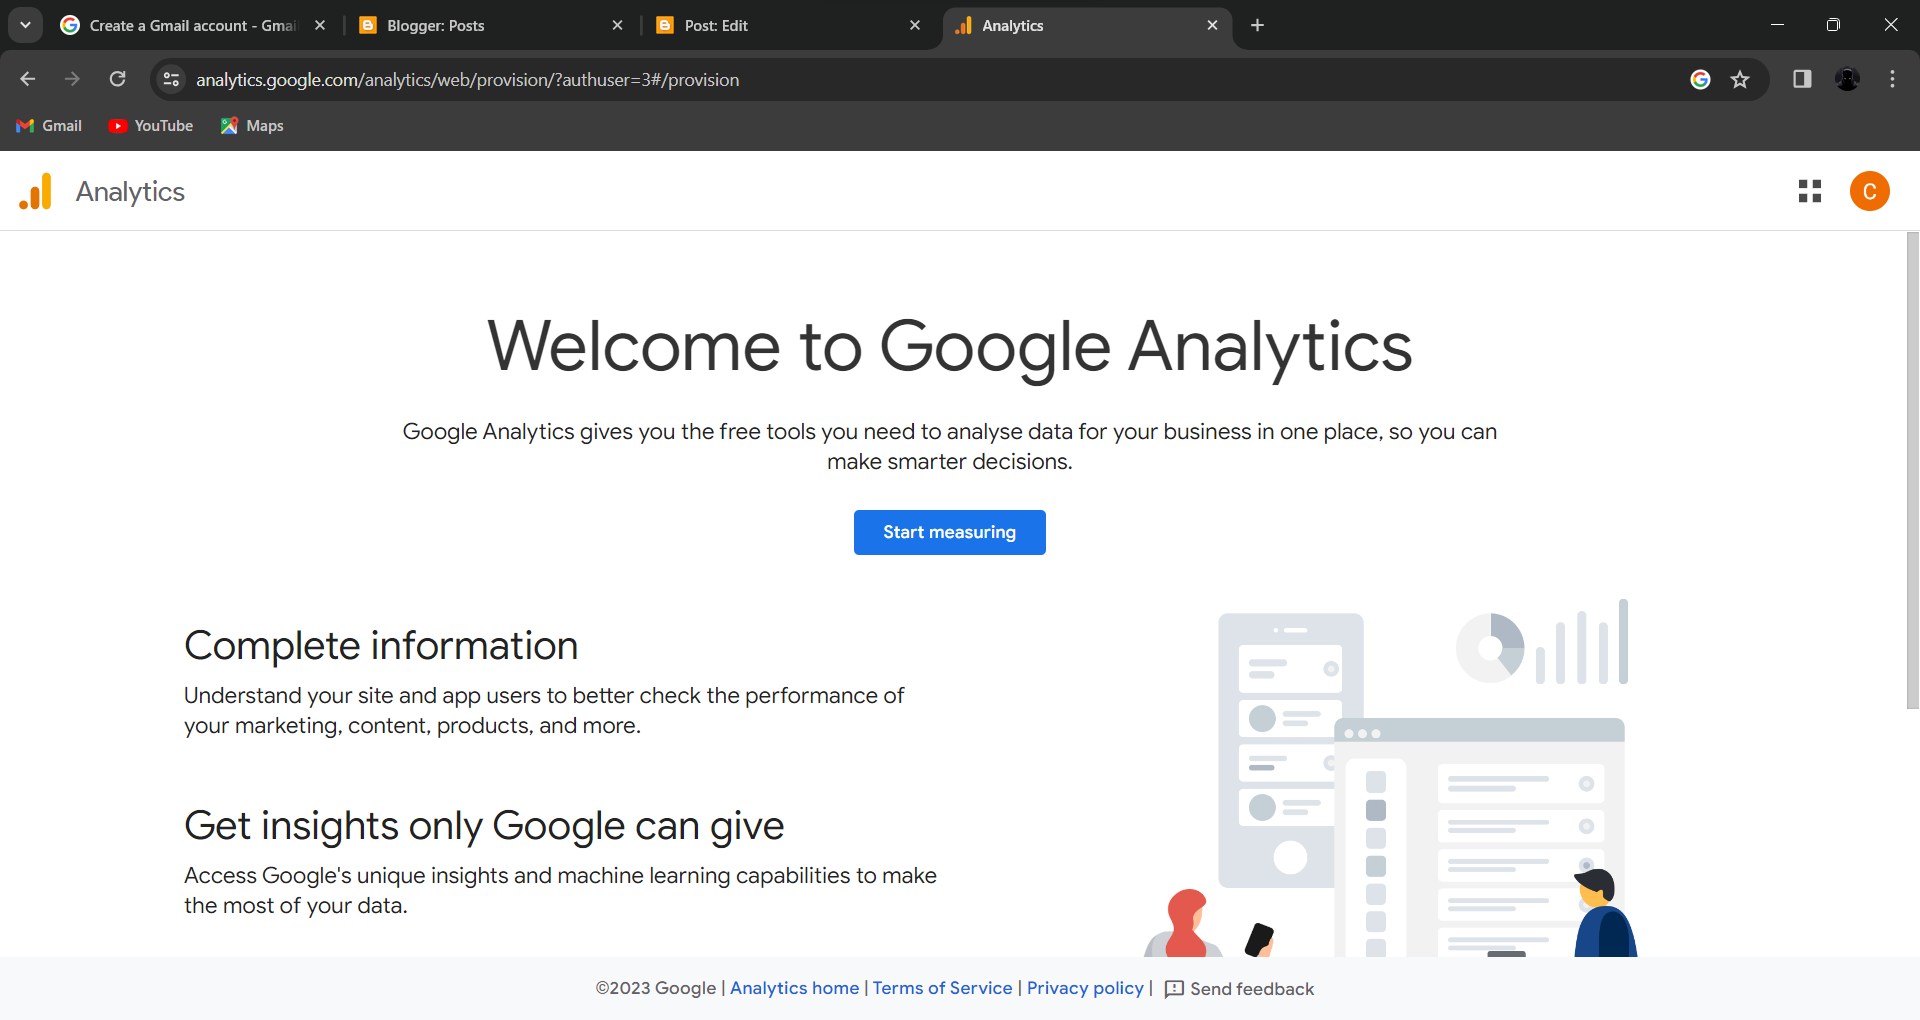 Create a Gmail account - Gmai
Blogger: Posts
Post: Edit
Analytics
analytics.google.com/analytics/web/provision/?authuser=3#/provision
Gmail
YouTube
Maps
Analytics
C
Welcome to Google Analytics
Google Analytics gives you the free tools you need to analyse data for your business in one place, so you can
make smarter decisions.
Start measuring
Complete information
Understand your site and app users to better check the performance of
your marketing, content, products, and more.
Get insights only Google can give
Access Google's unique insights and machine learning capabilities to make
the most of your data.
©2023 Google | Analytics home | Terms of Service | Privacy policy | Send feedback